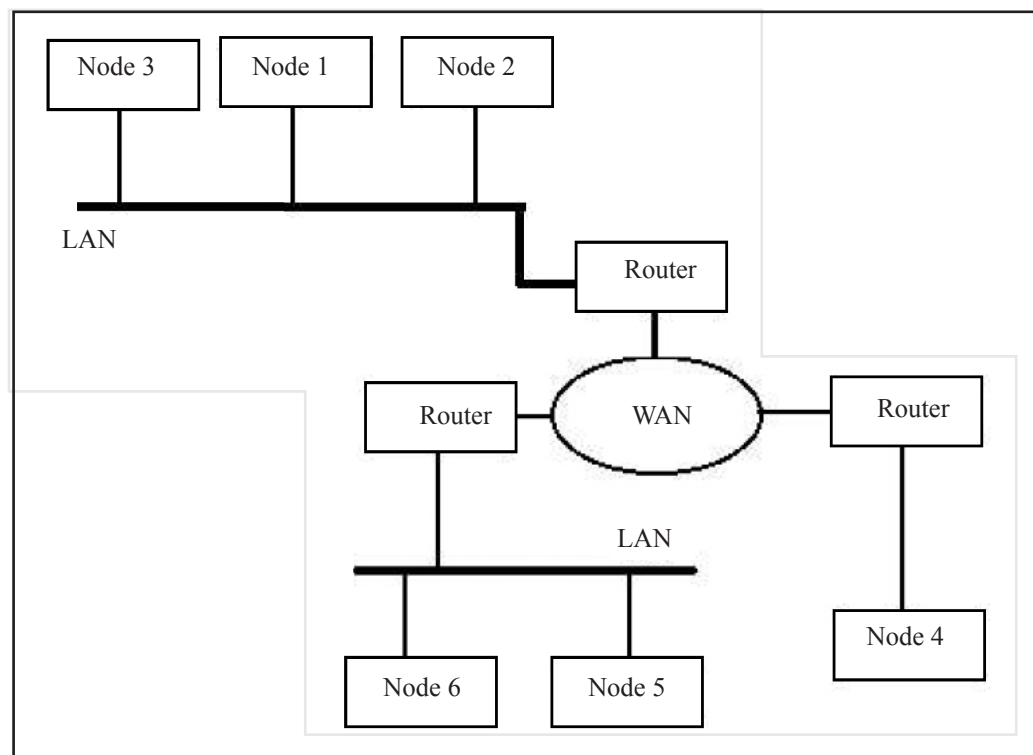 Node 3
Node 1
Node 2
LAN
Router
Router
WAN
Router
LAN
Node 4
Node 6
Node 5